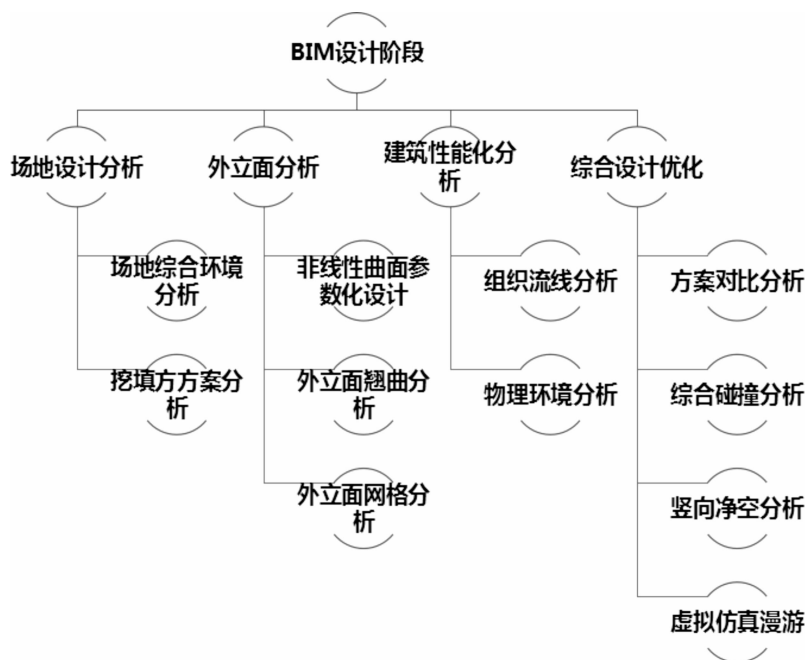 BIM设计阶段
场地设计分析
外立面分析
建筑性能化分
析
综合设计优化
场地综合环境
分析
非线性曲面参
数化设计
组织流线分析
方案对比分析
挖填方方案分
析
外立面翘曲分
析
物理环境分析
综合碰撞分析
外立面网格分
析
竖向净空分析
虚拟仿真漫游